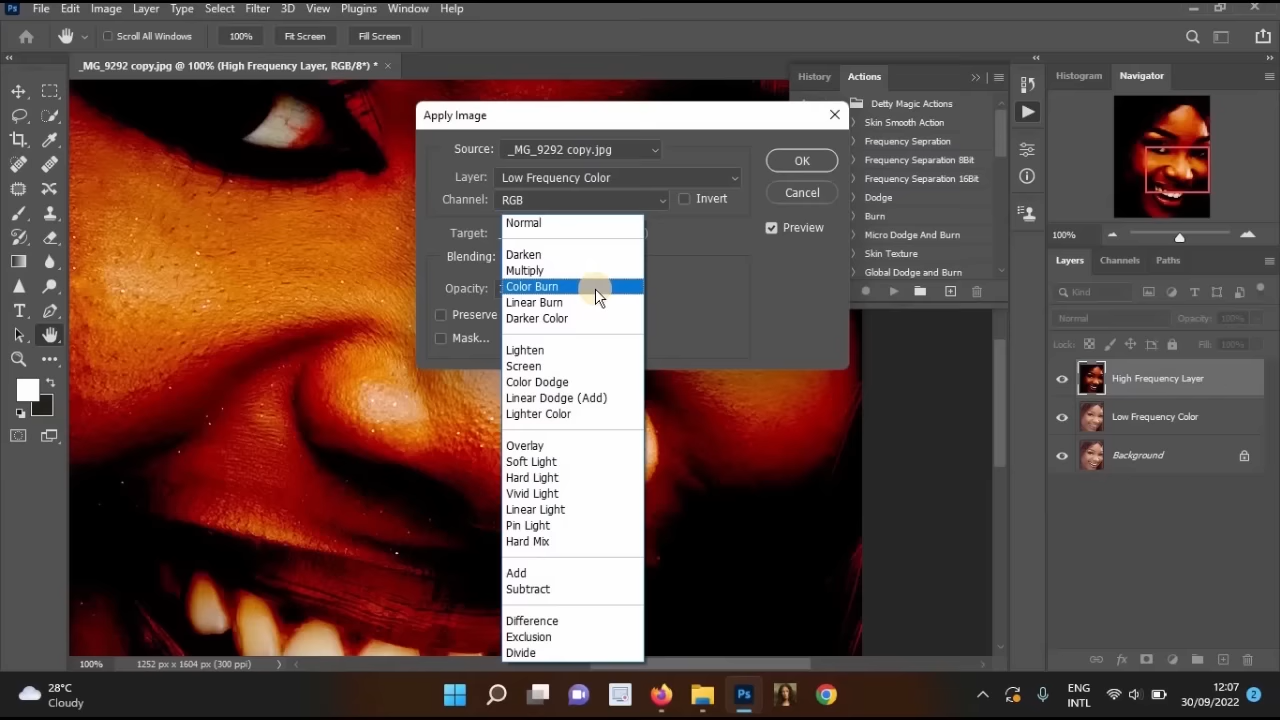 Ps File Edit Image Layer Type Select Filter 3D View Plugins Window Help
Scroll All Windows 100% Fit Screen Fill Screen
_MG_9292 copy.jpg @ 100% (High Frequency Layer, RGB/8*) *
History Actions
Histogram Navigator
Detty Magic Actions
Skin Smooth Action
Frequency Sepration
Frequency Separation 8Bit
Frequency Separation 16Bit
Dodge
Burn
Micro Dodge And Burn
Skin Texture
Global Dodge and Burn
Apply Image
Source: _MG_9292 copy.jpg
Layer: Low Frequency Color
Channel: RGB Invert
Target:
Blending:
Opacity:
Preserve
Mask...
OK
Cancel
Preview
Normal
Darken
Multiply
Color Burn
Linear Burn
Darker Color
Lighten
Screen
Color Dodge
Linear Dodge (Add)
Lighter Color
Overlay
Soft Light
Hard Light
Vivid Light
Linear Light
Pin Light
Hard Mix
Add
Subtract
Difference
Exclusion
Divide
100%
Layers Channels Paths
Kind
Normal Opacity: 100%
Lock: Fill: 100%
High Frequency Layer
Low Frequency Color
Background
100% 1252 px x 1604 px (300 ppi)
28°C
Cloudy
Ps
ENG
INTL
12:07
30/09/2022
2